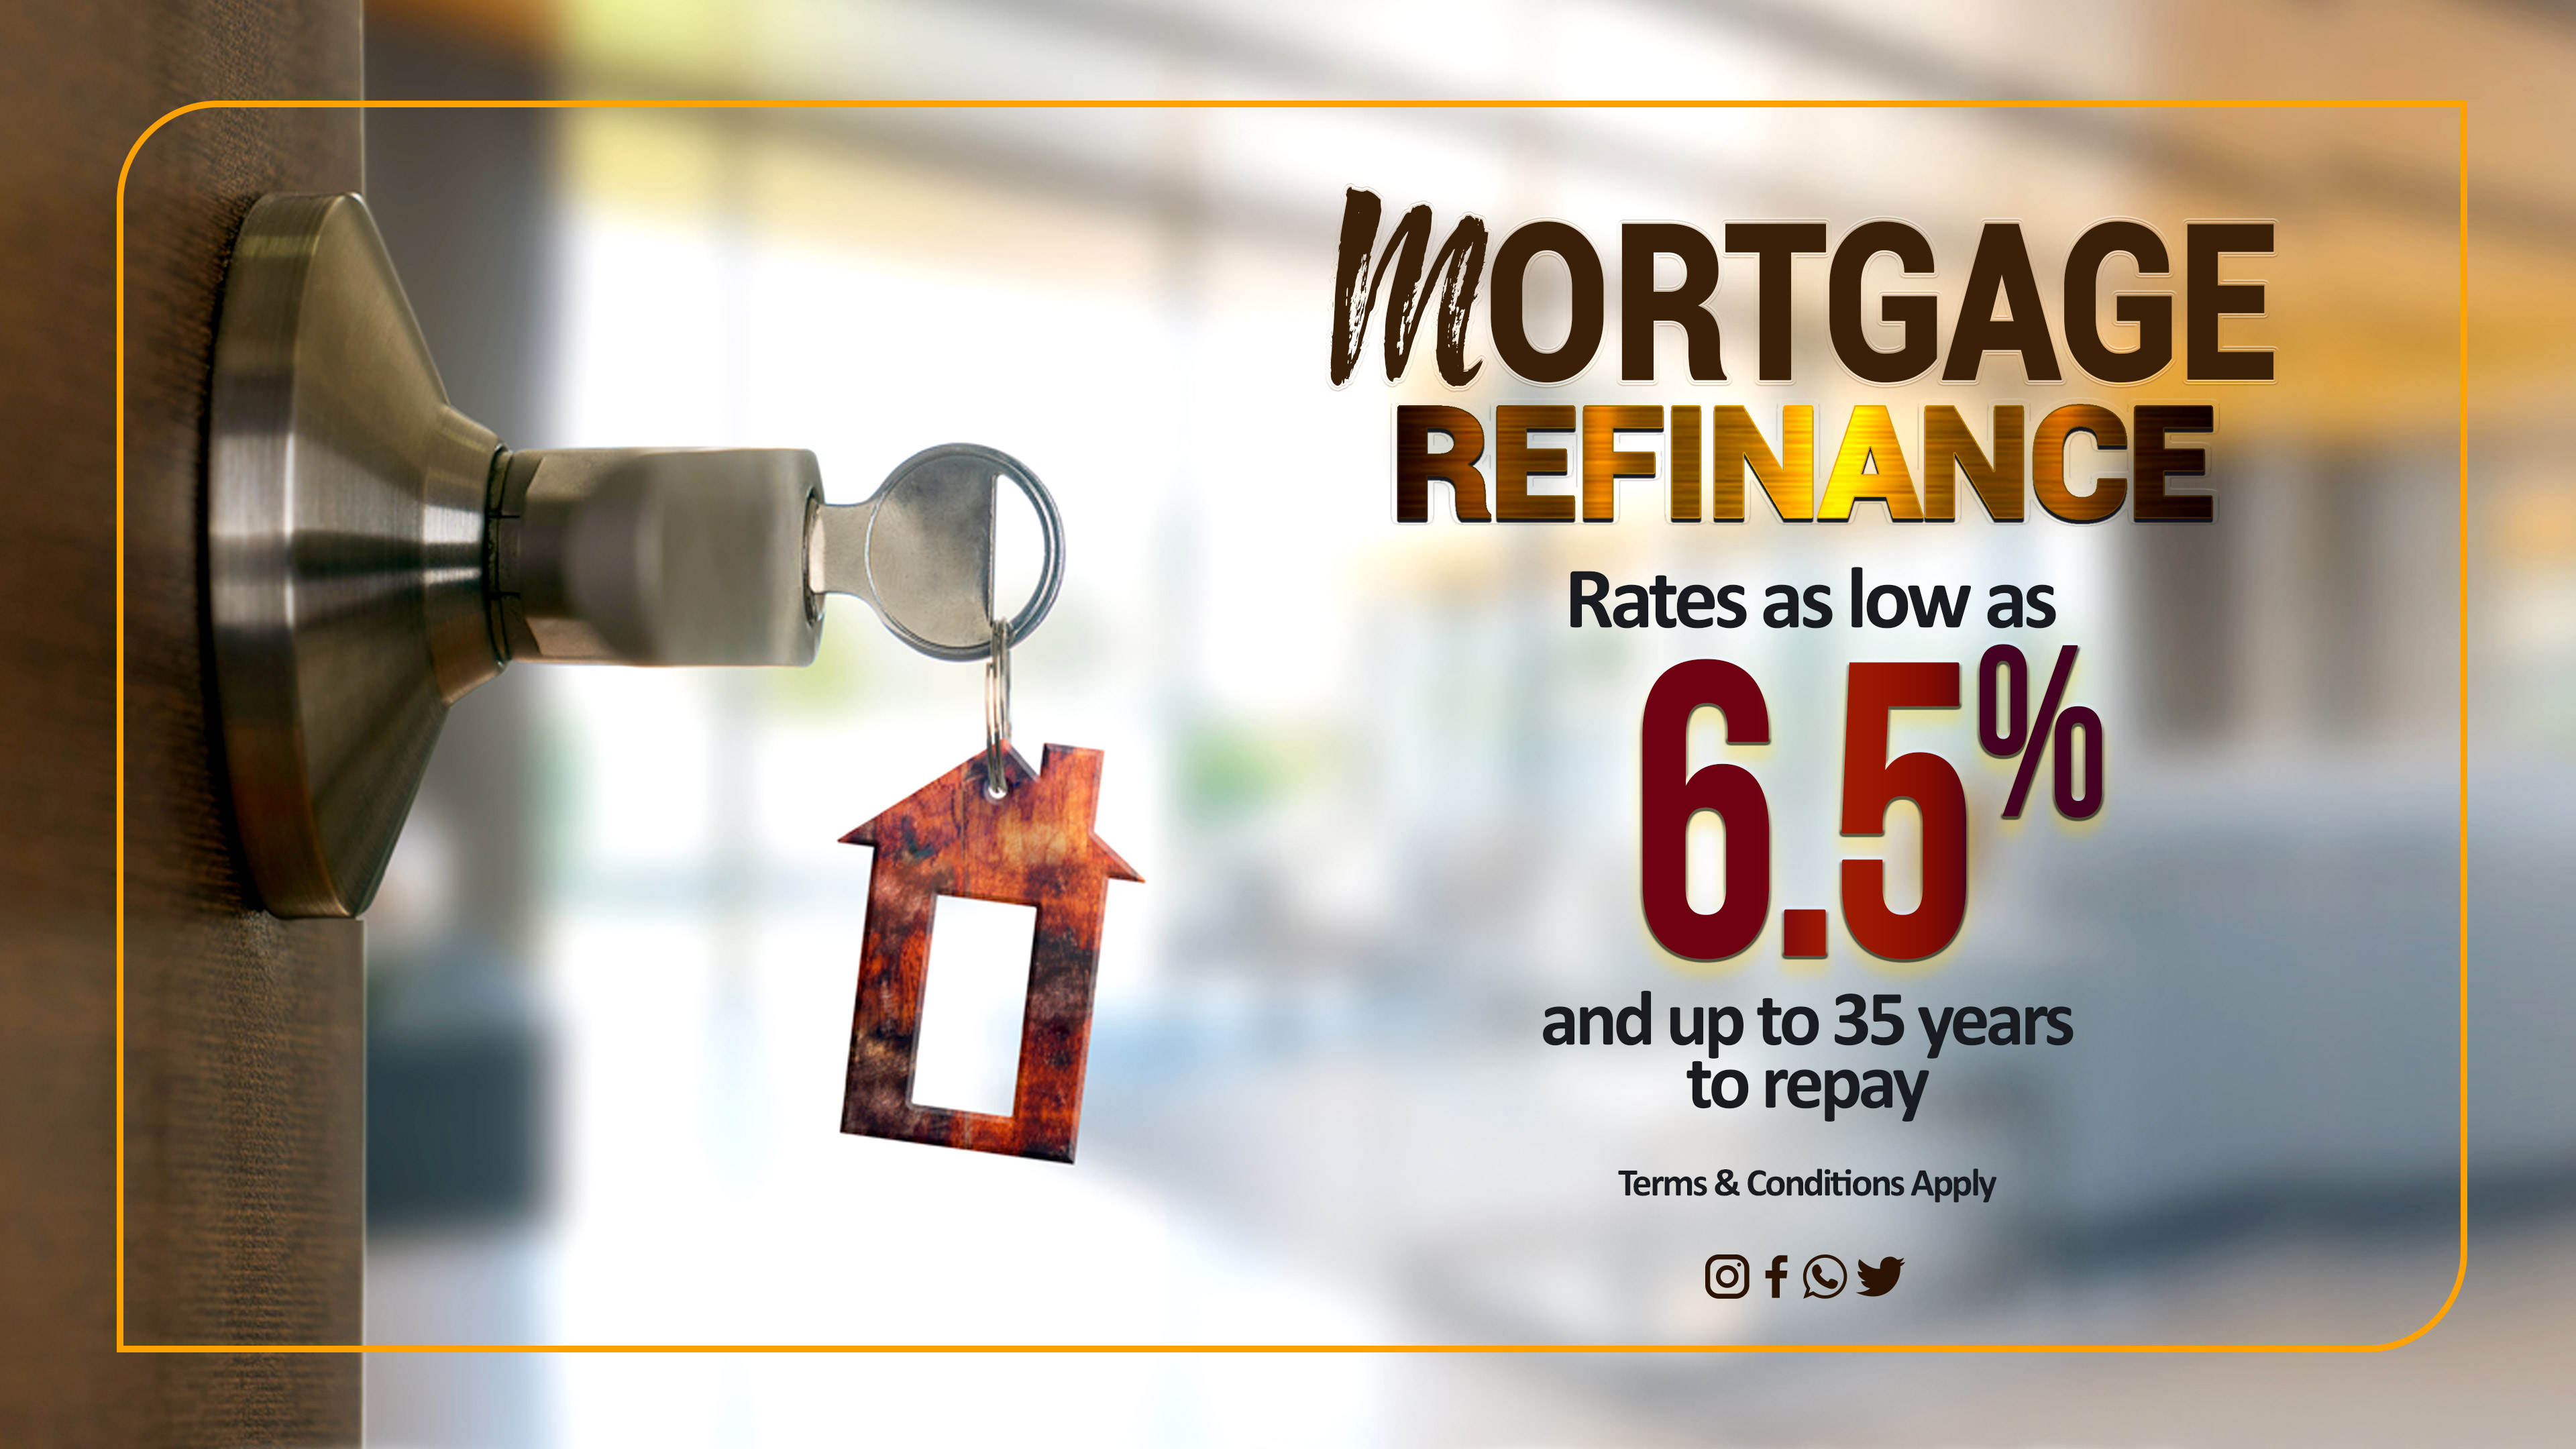 MORTGAGE
REFINANCE
Rates as low as
6.5%
and up to 35 years
to repay
Terms & Conditions Apply